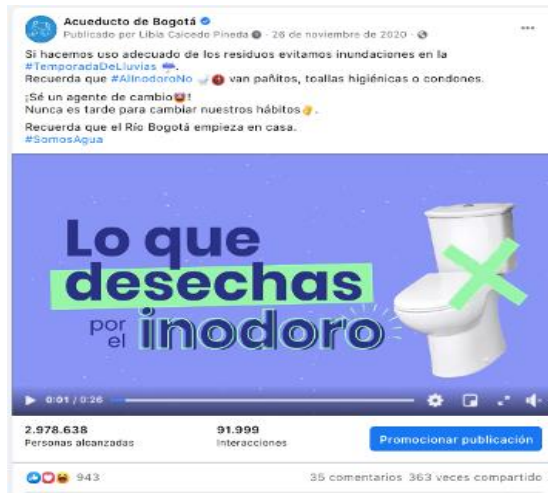 Acueducto de Bogotá
Publicado por Libia Caicedo Pineda · 26 de noviembre de 2020 ·
Si hacemos uso adecuado de los residuos evitamos inundaciones en la
#TemporadaDeLluvias 🌧.
Recuerda que #AlInodoroNo 🚽 🚫 van pañitos, toallas higiénicas o condones.
¡Sé un agente de cambio!
Nunca es tarde para cambiar nuestros hábitos.
Recuerda que el Río Bogotá empieza en casa.
#SomosAgua
Lo que
desechas
por el inodoro
0:01 / 0:26
2.978.638 91.999
Personas alcanzadas Interacciones Promocionar publicación
943 35 comentarios 363 veces compartido